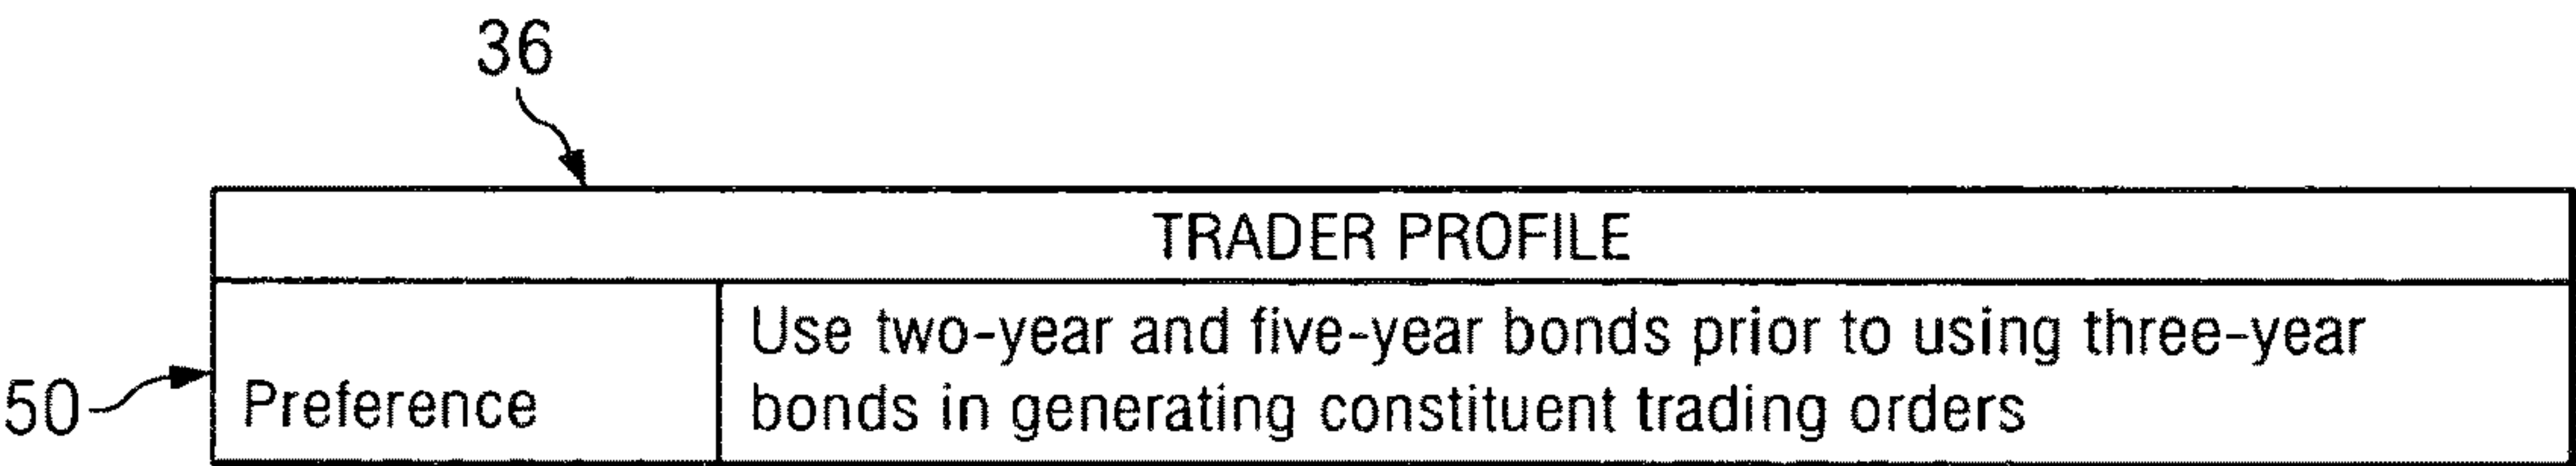 36
TRADER PROFILE
Use two-year and five-year bonds prior to using three-year
50 Preference bonds in generating constituent trading orders